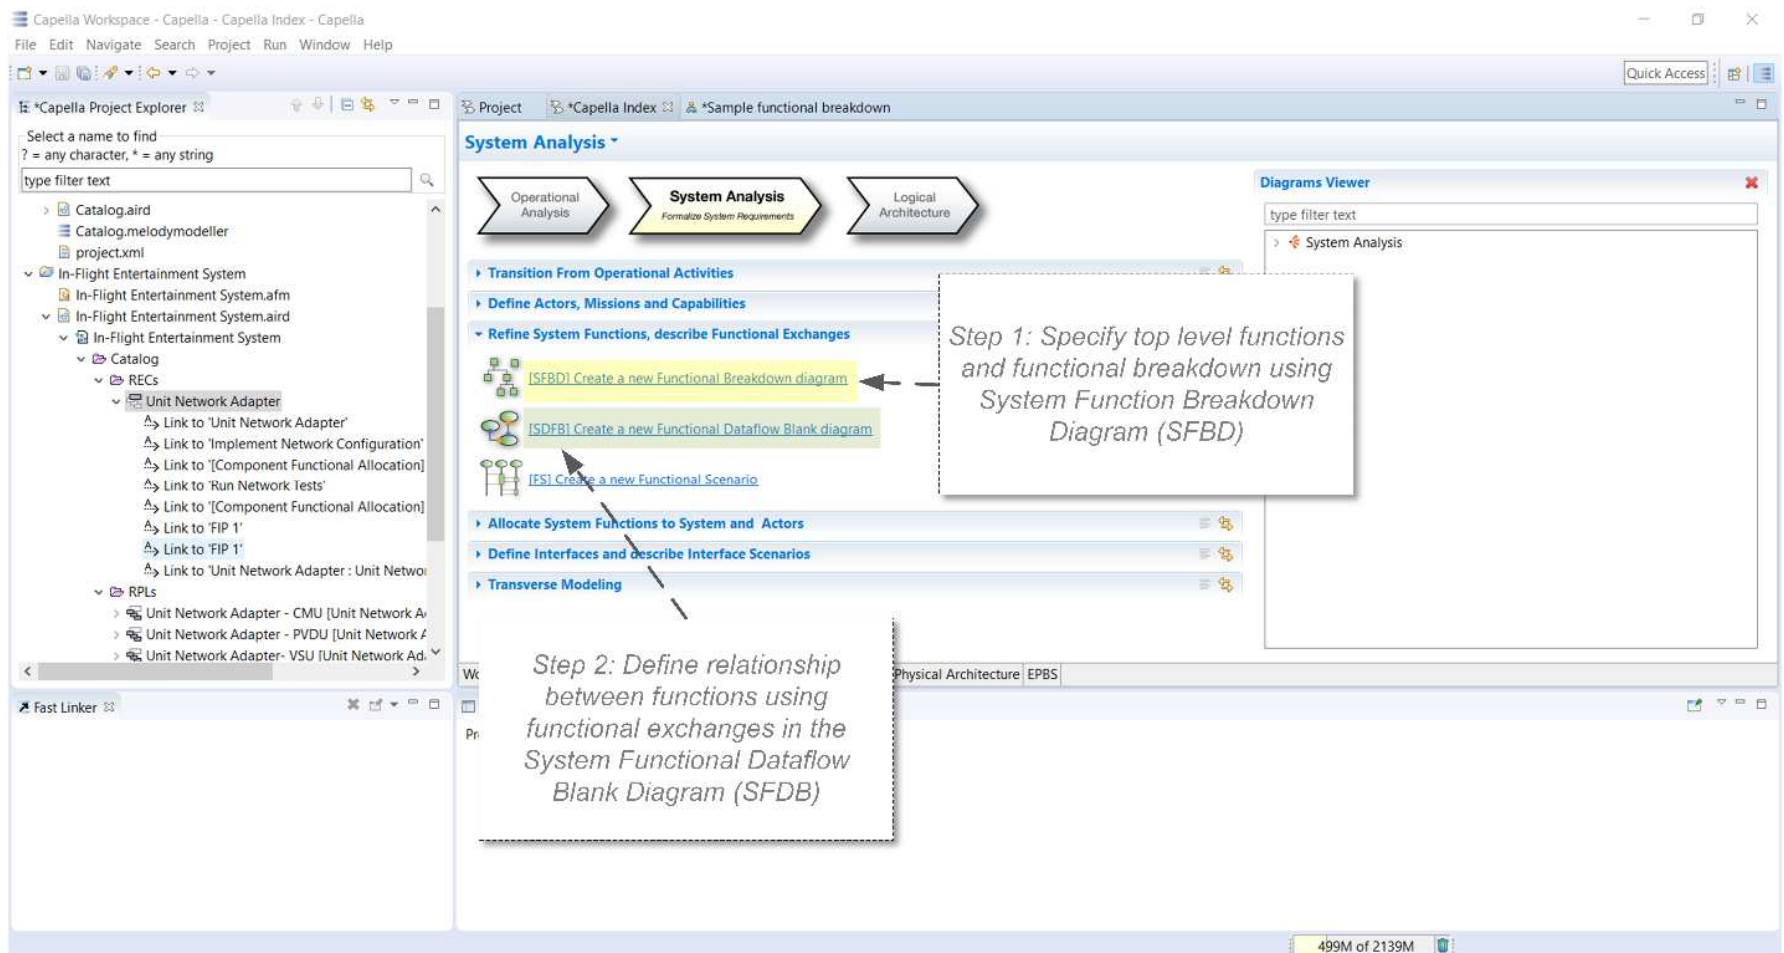 Capella Workspace - Capella - Capella Index - Capella
File Edit Navigate Search Project Run Window Help
Quick Access
*Capella Project Explorer
Select a name to find
? = any character, * = any string
type filter text
Catalog.aird
Catalog.melodymodeller
project.xml
In-Flight Entertainment System
In-Flight Entertainment System.afm
In-Flight Entertainment System.aird
In-Flight Entertainment System
Catalog
RECs
Unit Network Adapter
Link to 'Unit Network Adapter'
Link to 'Implement Network Configuration'
Link to '[Component Functional Allocation]
Link to 'Run Network Tests'
Link to '[Component Functional Allocation]
Link to 'FIP 1'
Link to 'FIP 1'
Link to 'Unit Network Adapter : Unit Netwo
RPLs
Unit Network Adapter - CMU [Unit Network A
Unit Network Adapter - PVDU [Unit Network A
Unit Network Adapter- VSU [Unit Network Ad
Fast Linker
Project *Capella Index *Sample functional breakdown
System Analysis
Operational
Analysis
System Analysis
Formalize System Requirements
Logical
Architecture
Transition From Operational Activities
Define Actors, Missions and Capabilities
Refine System Functions, describe Functional Exchanges
[SFBD] Create a new Functional Breakdown diagram
[SDFB] Create a new Functional Dataflow Blank diagram
[FS] Create a new Functional Scenario
Allocate System Functions to System and Actors
Define Interfaces and describe Interface Scenarios
Transverse Modeling
Diagrams Viewer
type filter text
System Analysis
Step 1: Specify top level functions
and functional breakdown using
System Function Breakdown
Diagram (SFBD)
Step 2: Define relationship
between functions using
functional exchanges in the
System Functional Dataflow
Blank Diagram (SFDB)
Wo
Physical Architecture EPBS
Pr
499M of 2139M